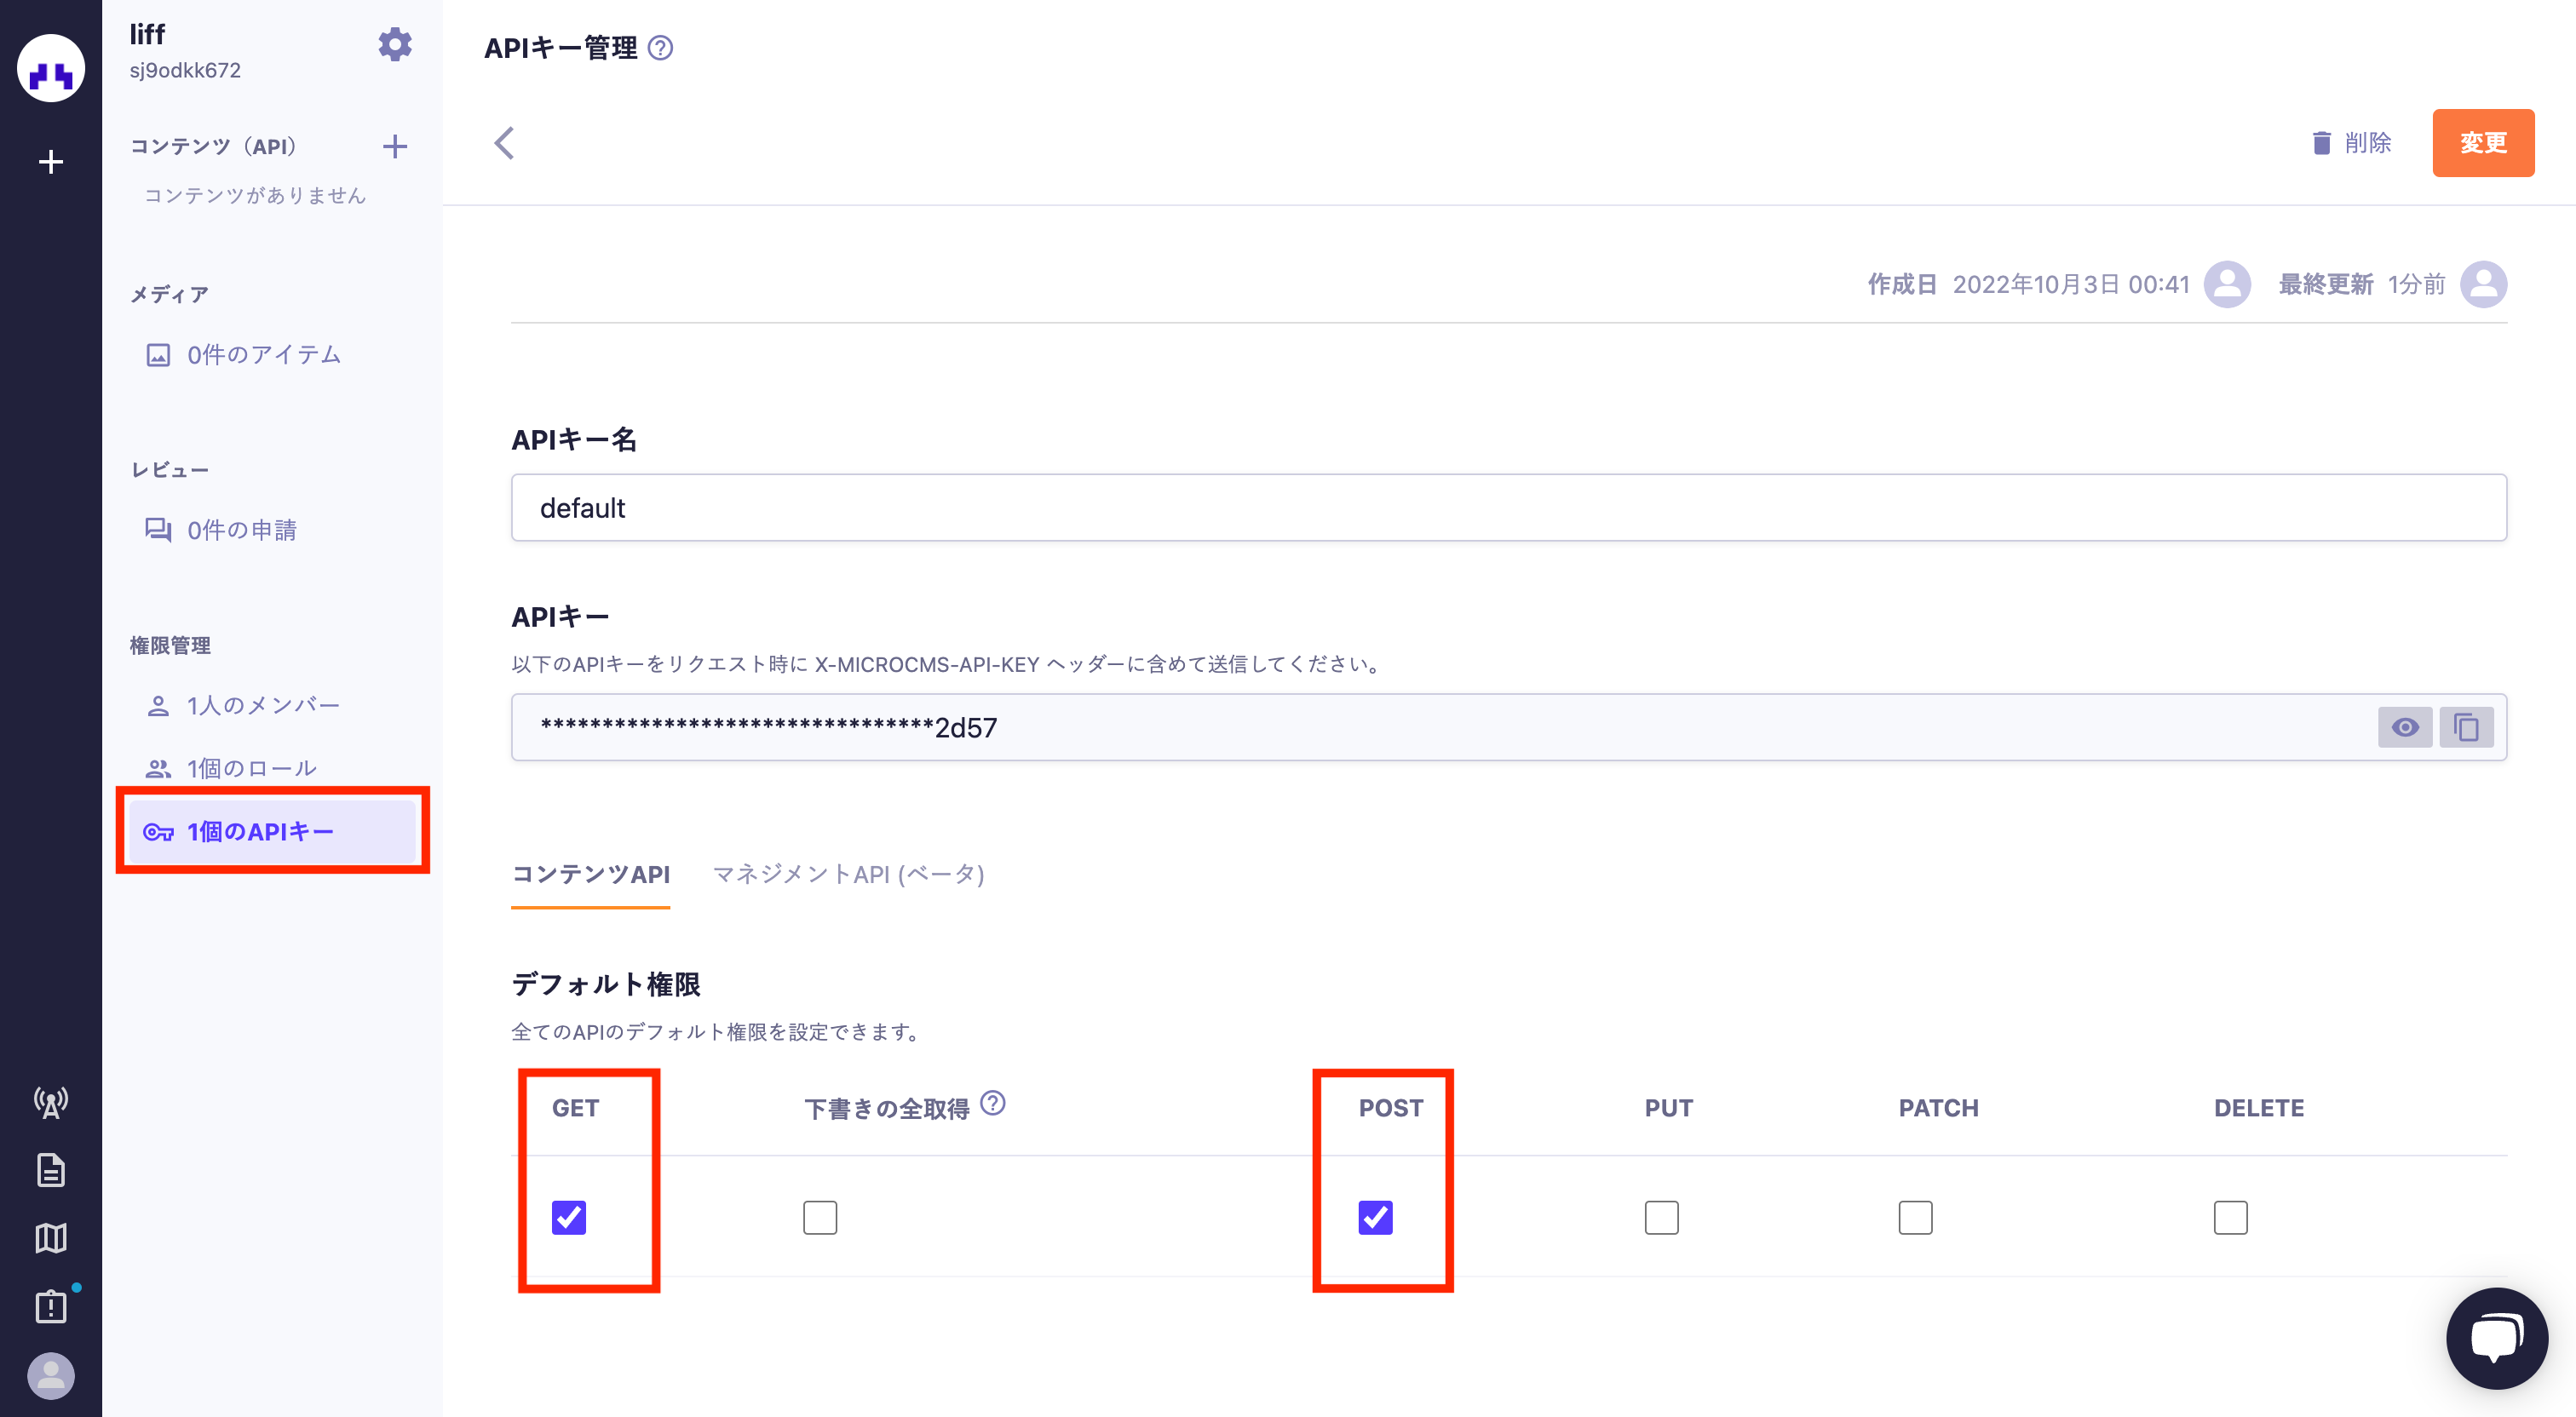 liff
sj9odkk672
コンテンツ（API）
コンテンツがありません
メディア
0件のアイテム
レビュー
0件の申請
権限管理
1人のメンバー
1個のロール
1個のAPIキー
APIキー管理
削除
変更
作成日 2022年10月3日 00:41 最終更新 1分前
APIキー名
default
APIキー
以下のAPIキーをリクエスト時に X-MICROCMS-API-KEY ヘッダーに含めて送信してください。
********************************2d57
コンテンツAPI マネジメントAPI (ベータ)
デフォルト権限
全てのAPIのデフォルト権限を設定できます。
GET 下書きの全取得 POST PUT PATCH DELETE